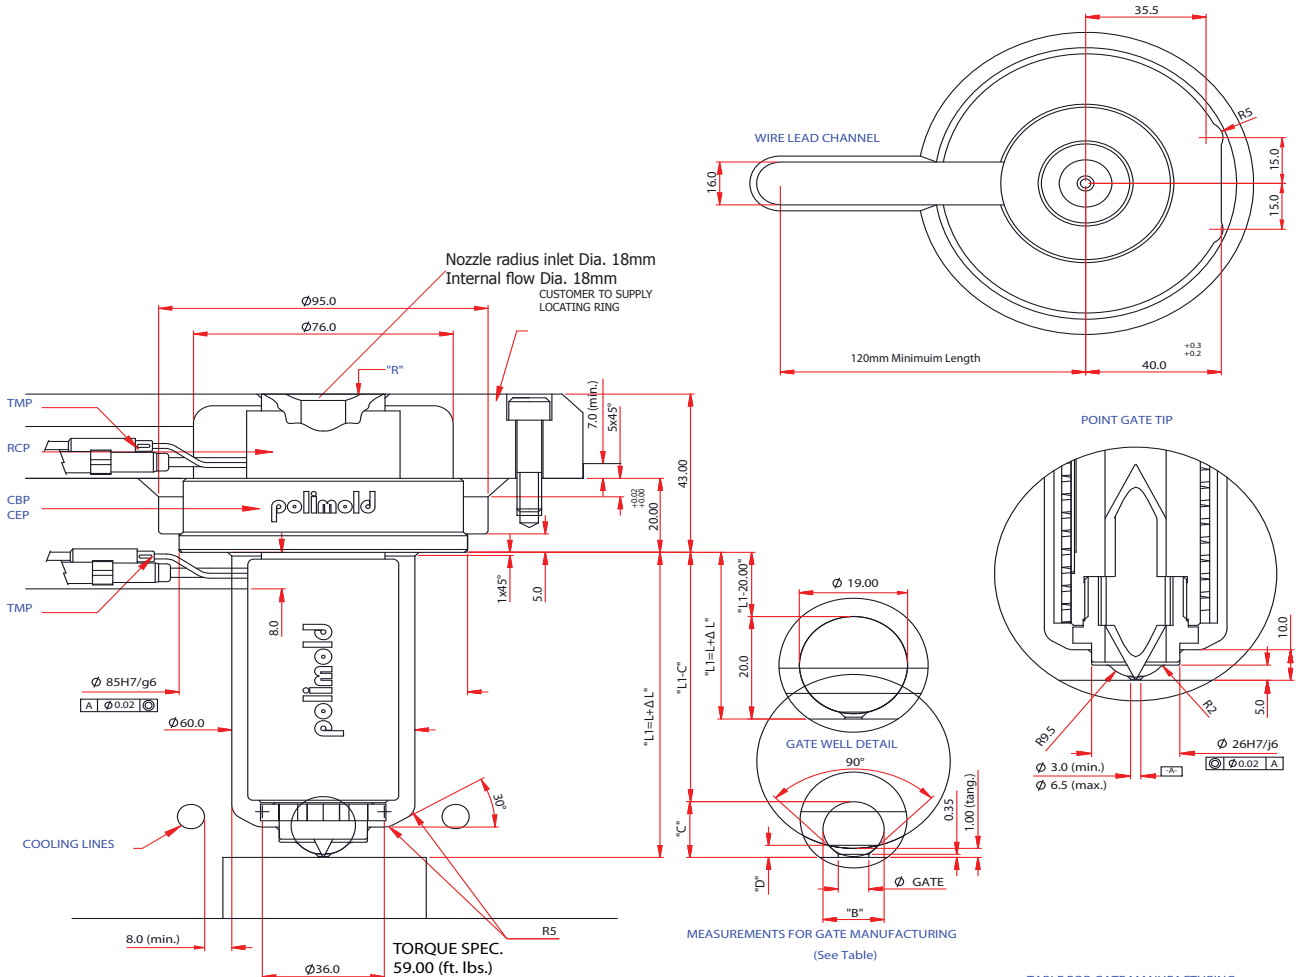 35.5
R5
WIRE LEAD CHANNEL
16.0
15.0
15.0
120mm Minimuim Length
+0.3
+0.2
40.0
Nozzle radius inlet Dia. 18mm
Internal flow Dia. 18mm
CUSTOMER TO SUPPLY
LOCATING RING
Ø95.0
Ø76.0
"R"
TMP
RCP
CBP
CEP
TMP
polimold
polimold
7.0 (min.)
5x45°
43.00
+0.02
+0.00
20.00
1x45°
5.0
8.0
Ø 85H7/g6
A Ø0.02 ◎
Ø60.0
30°
COOLING LINES
8.0 (min.)
Ø36.0
R5
TORQUE SPEC.
59.00 (ft. lbs.)
"L1=L+Δ L"
"L1-C"
"C"
"L1=L+Δ L"
"L1-20.00"
20.0
Ø 19.00
GATE WELL DETAIL
90°
0.35
1.00 (tang.)
"D"
Ø GATE
"B"
MEASUREMENTS FOR GATE MANUFACTURING
(See Table)
POINT GATE TIP
10.0
5.0
R9.5
R2
Ø 3.0 (min.)
Ø 6.5 (max.)
-A-
Ø 26H7/j6
◎ Ø0.02 A